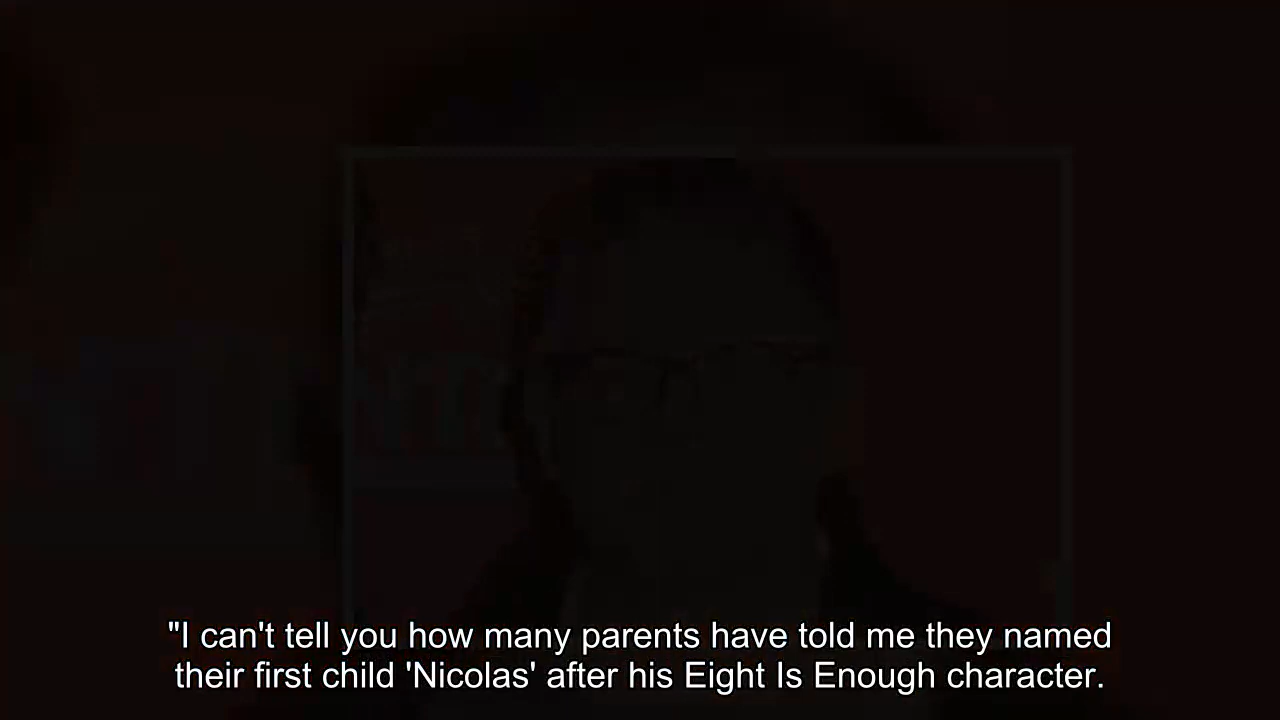 "I can't tell you how many parents have told me they named
their first child 'Nicolas' after his Eight Is Enough character.